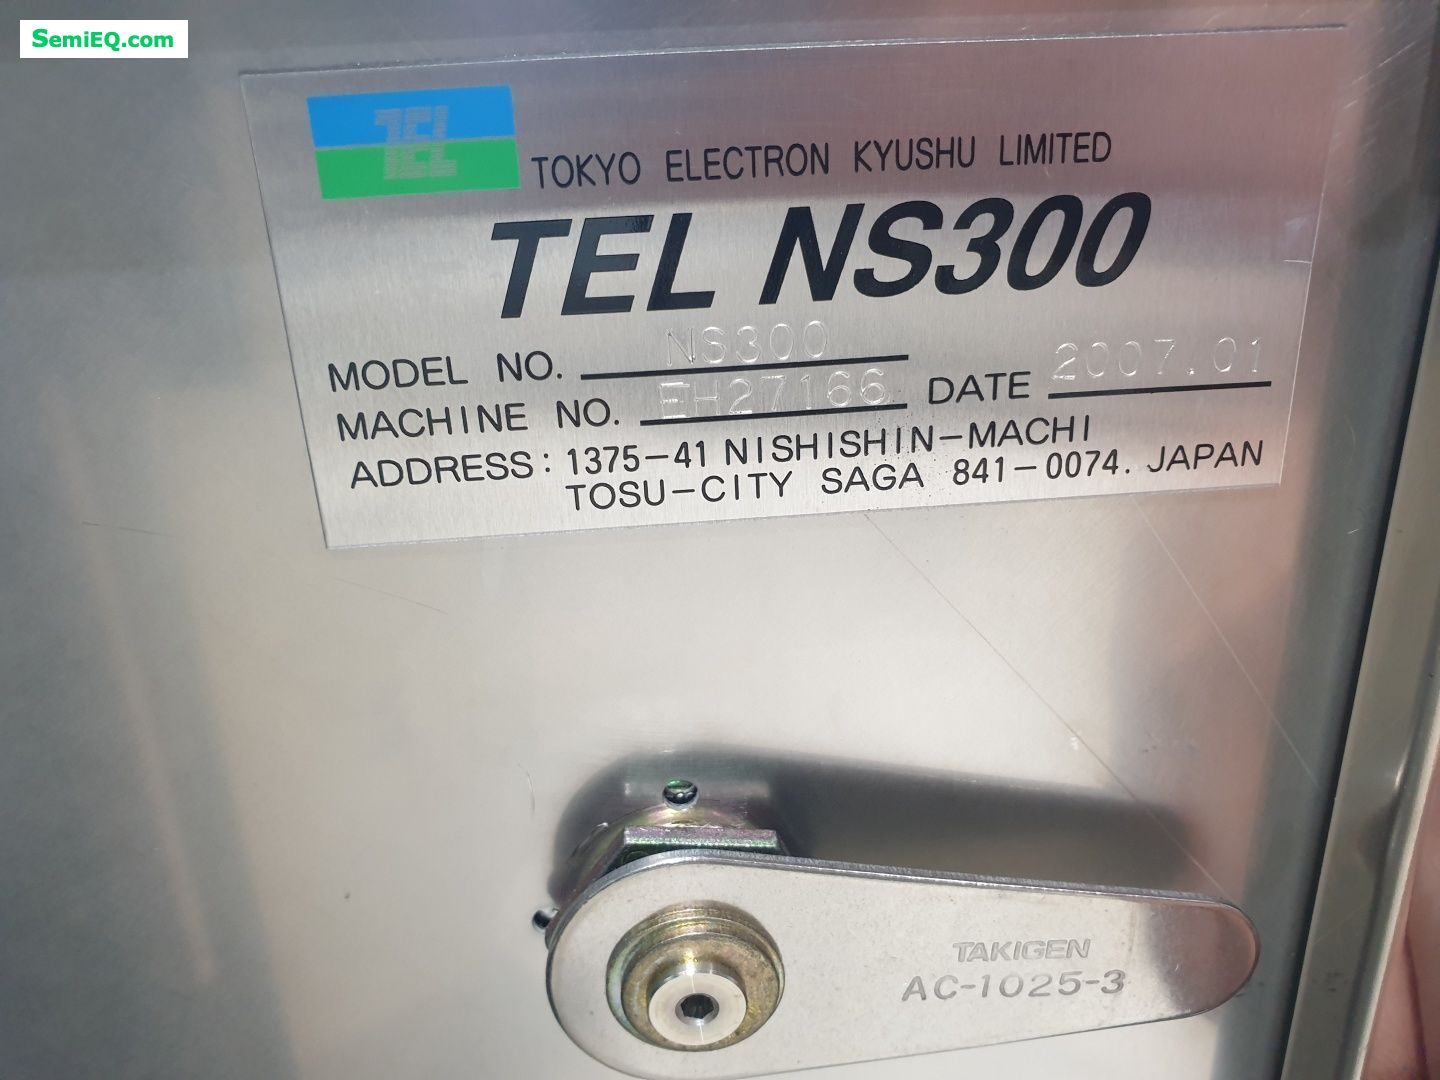 SemiEQ.com
TEL
TOKYO ELECTRON KYUSHU LIMITED
TEL NS300
MODEL NO. NS300
MACHINE NO. EH27166 DATE 2007.01
ADDRESS: 1375-41 NISHISHIN-MACHI
TOSU-CITY SAGA 841-0074. JAPAN
TAKIGEN
AC-1025-3